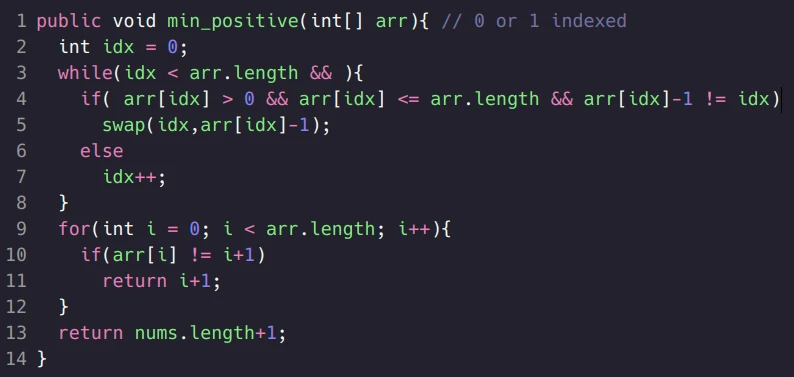 1 public void min_positive(int[] arr){ // 0 or 1 indexed
2   int idx = 0;
3   while(idx < arr.length && ){
4     if( arr[idx] > 0 && arr[idx] <= arr.length && arr[idx]-1 != idx)
5       swap(idx,arr[idx]-1);
6     else
7       idx++;
8   }
9   for(int i = 0; i < arr.length; i++){
10     if(arr[i] != i+1)
11       return i+1;
12   }
13   return nums.length+1;
14 }